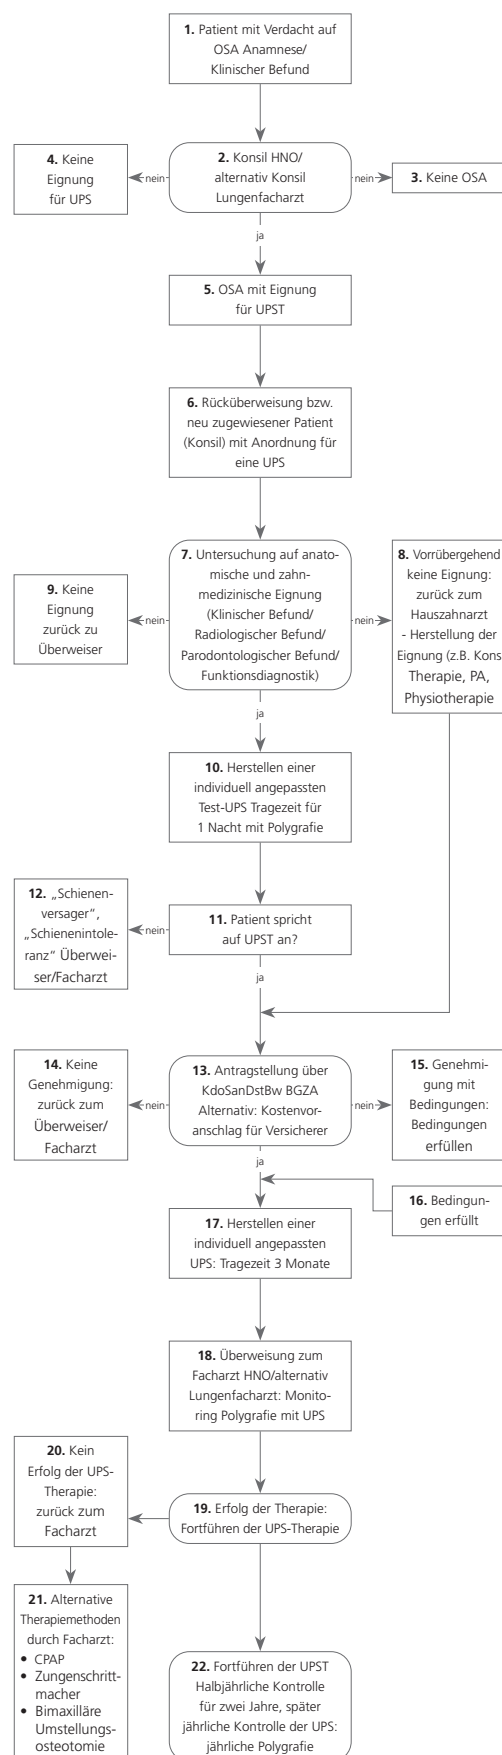 1. Patient mit Verdacht auf
OSA Anamnese/
Klinischer Befund
4. Keine
Eignung
für UPS
nein
2. Konsil HNO/
alternativ Konsil
Lungenfacharzt
nein
3. Keine OSA
ja
5. OSA mit Eignung
für UPST
6. Rücküberweisung bzw.
neu zugewiesener Patient
(Konsil) mit Anordnung für
eine UPS
9. Keine
Eignung
zurück zu
Überweiser
nein
7. Untersuchung auf anato-
mische und zahn-
medizinische Eignung
(Klinischer Befund/
Radiologischer Befund/
Parodontologischer Befund/
Funktionsdiagnostik)
nein
8. Vorrübergehend
keine Eignung:
zurück zum
Hauszahnarzt
- Herstellung der
Eignung (z.B. Kons
Therapie, PA,
Physiotherapie
ja
10. Herstellen einer
individuell angepassten
Test-UPS Tragezeit für
1 Nacht mit Polygrafie
12. „Schienen-
versager“,
„Schienenintole-
ranz“ Überwei-
ser/Facharzt
nein
11. Patient spricht
auf UPST an?
ja
14. Keine
Genehmigung:
zurück zum
Überweiser/
Facharzt
nein
13. Antragstellung über
KdoSanDstBw BGZA
Alternativ: Kostenvor-
anschlag für Versicherer
nein
15. Genehmi-
gung mit
Bedingungen:
Bedingungen
erfüllen
ja
16. Bedingun-
gen erfüllt
17. Herstellen einer
individuell angepassten
UPS: Tragezeit 3 Monate
18. Überweisung zum
Facharzt HNO/alternativ
Lungenfacharzt: Monito-
ring Polygrafie mit UPS
20. Kein
Erfolg der UPS-
Therapie:
zurück zum
Facharzt
19. Erfolg der Therapie:
Fortführen der UPS-Therapie
21. Alternative
Therapiemethoden
durch Facharzt:
• CPAP
• Zungenschritt-
macher
• Bimaxilläre
Umstellungs-
osteotomie
22. Fortführen der UPST
Halbjährliche Kontrolle
für zwei Jahre, später
jährliche Kontrolle der UPS:
jährliche Polygrafie